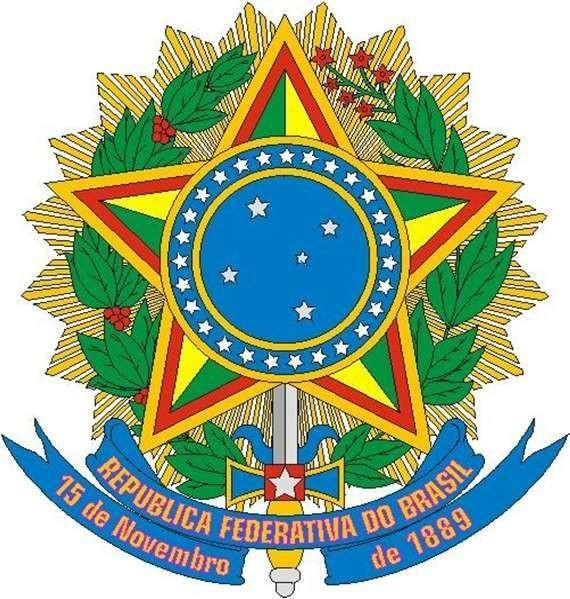 REPUBLICA FEDERATIVA DO BRASIL
15 de Novembro
de 1889